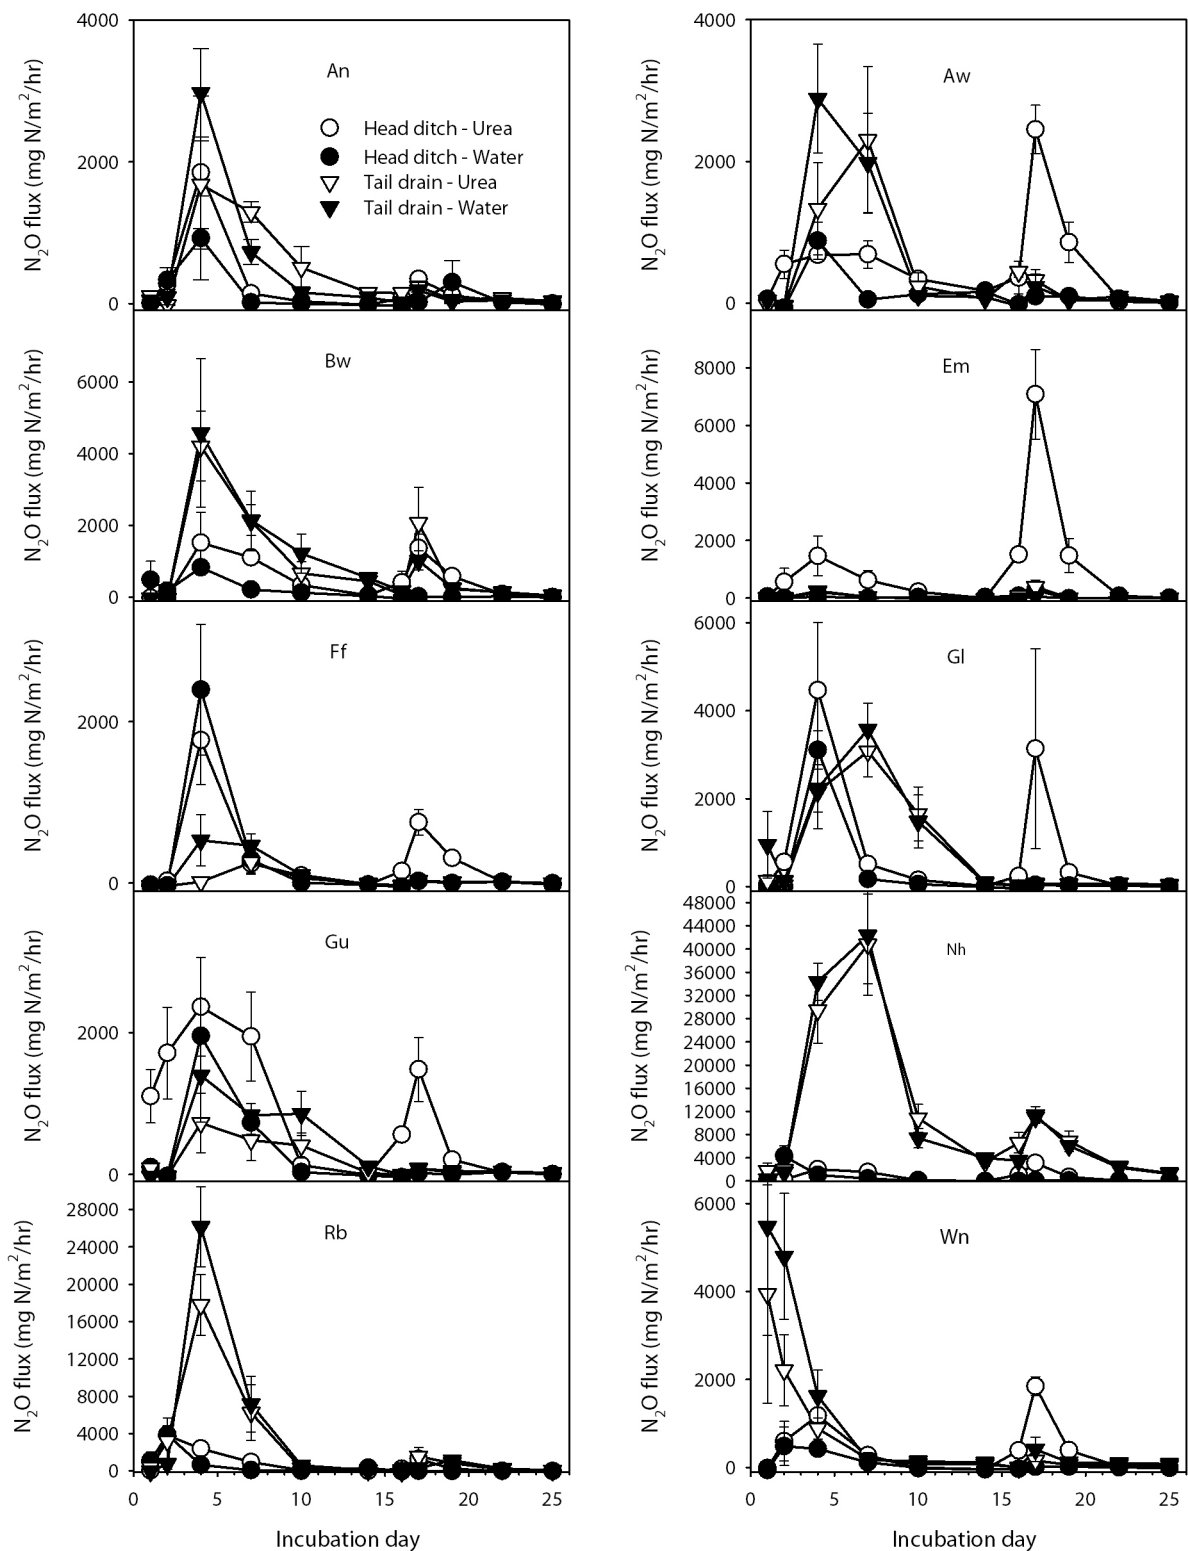 4000
2000
0
N2O flux (mg N/m2/hr)
An
Head ditch - Urea
Head ditch - Water
Tail drain - Urea
Tail drain - Water
4000
2000
0
N2O flux (mg N/m2/hr)
Aw
6000
4000
2000
0
N2O flux (mg N/m2/hr)
Bw
8000
6000
4000
2000
0
N2O flux (mg N/m2/hr)
Em
2000
0
N2O flux (mg N/m2/hr)
Ff
6000
4000
2000
0
N2O flux (mg N/m2/hr)
Gl
2000
0
N2O flux (mg N/m2/hr)
Gu
48000
44000
40000
36000
32000
28000
24000
20000
16000
12000
8000
4000
0
N2O flux (mg N/m2/hr)
Nh
28000
24000
20000
16000
12000
8000
4000
0
N2O flux (mg N/m2/hr)
Rb
0 5 10 15 20 25
Incubation day
6000
4000
2000
0
N2O flux (mg N/m2/hr)
Wn
0 5 10 15 20 25
Incubation day